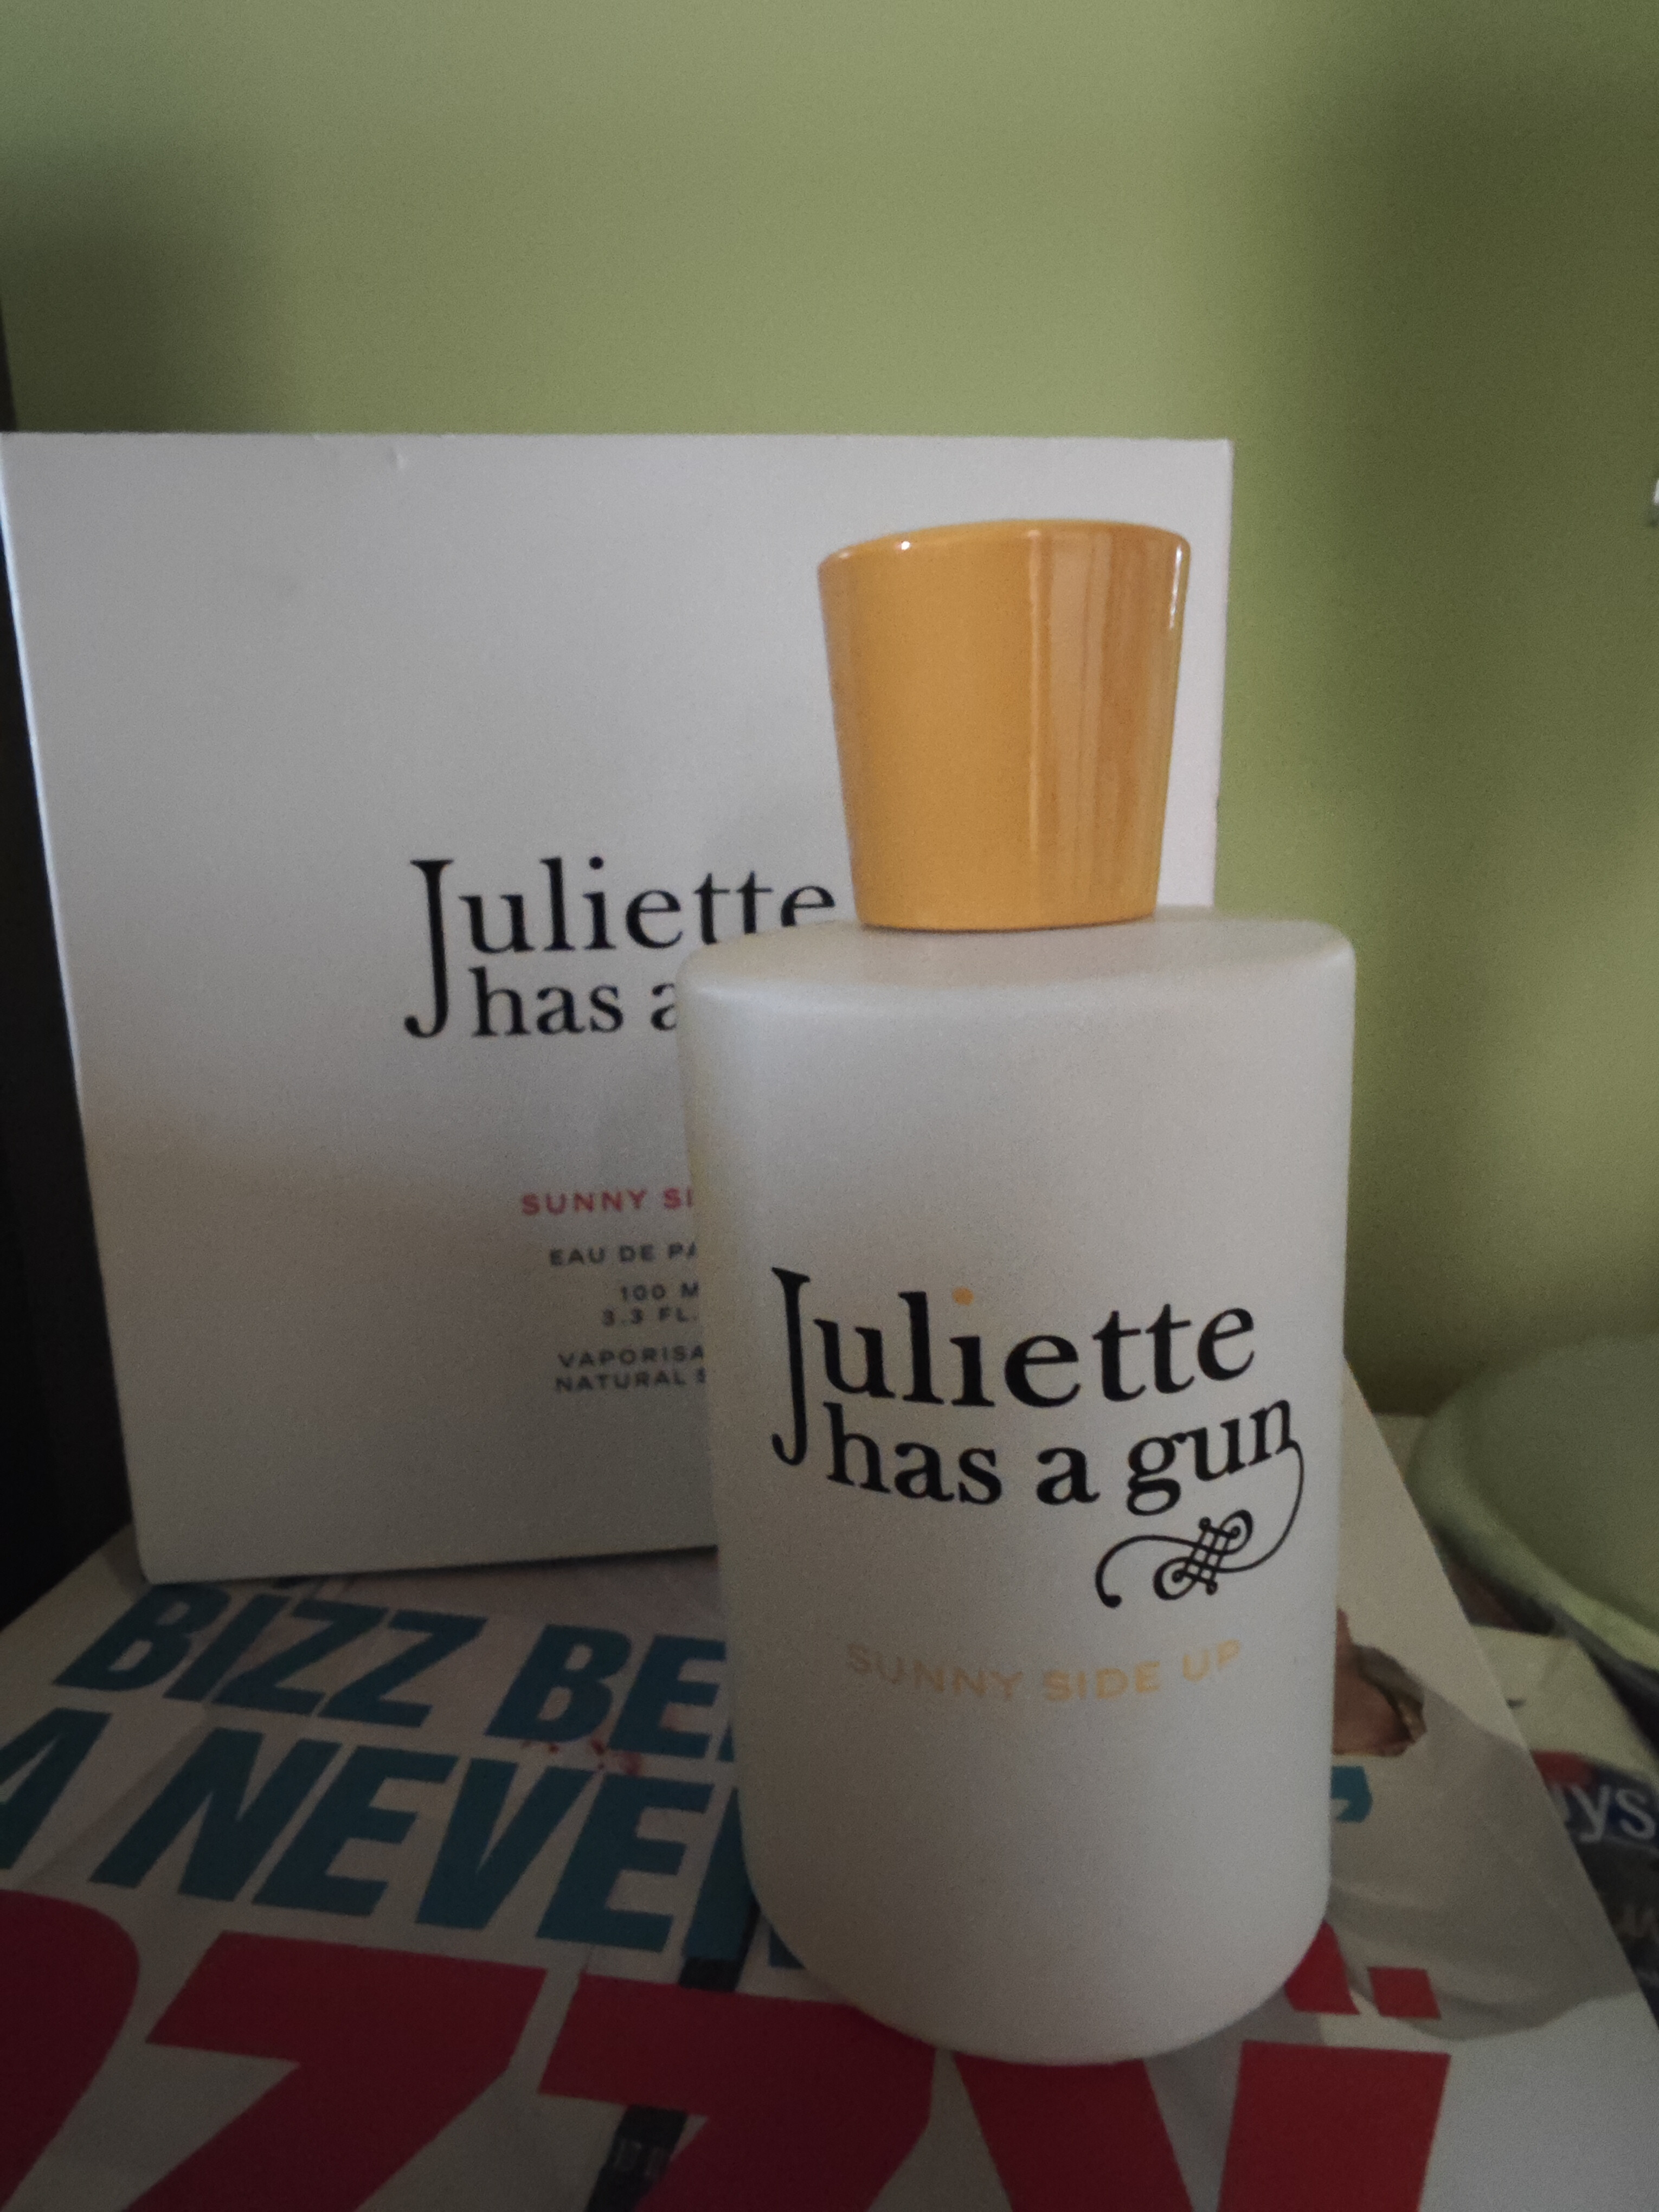 Juliette
has a
SUNNY SI
EAU DE PA
100 M
3.3 FL.
VAPORISA
NATURAL S
Juliette
has a gun
SUNNY SIDE UP
BIZZ BE
A NEVE